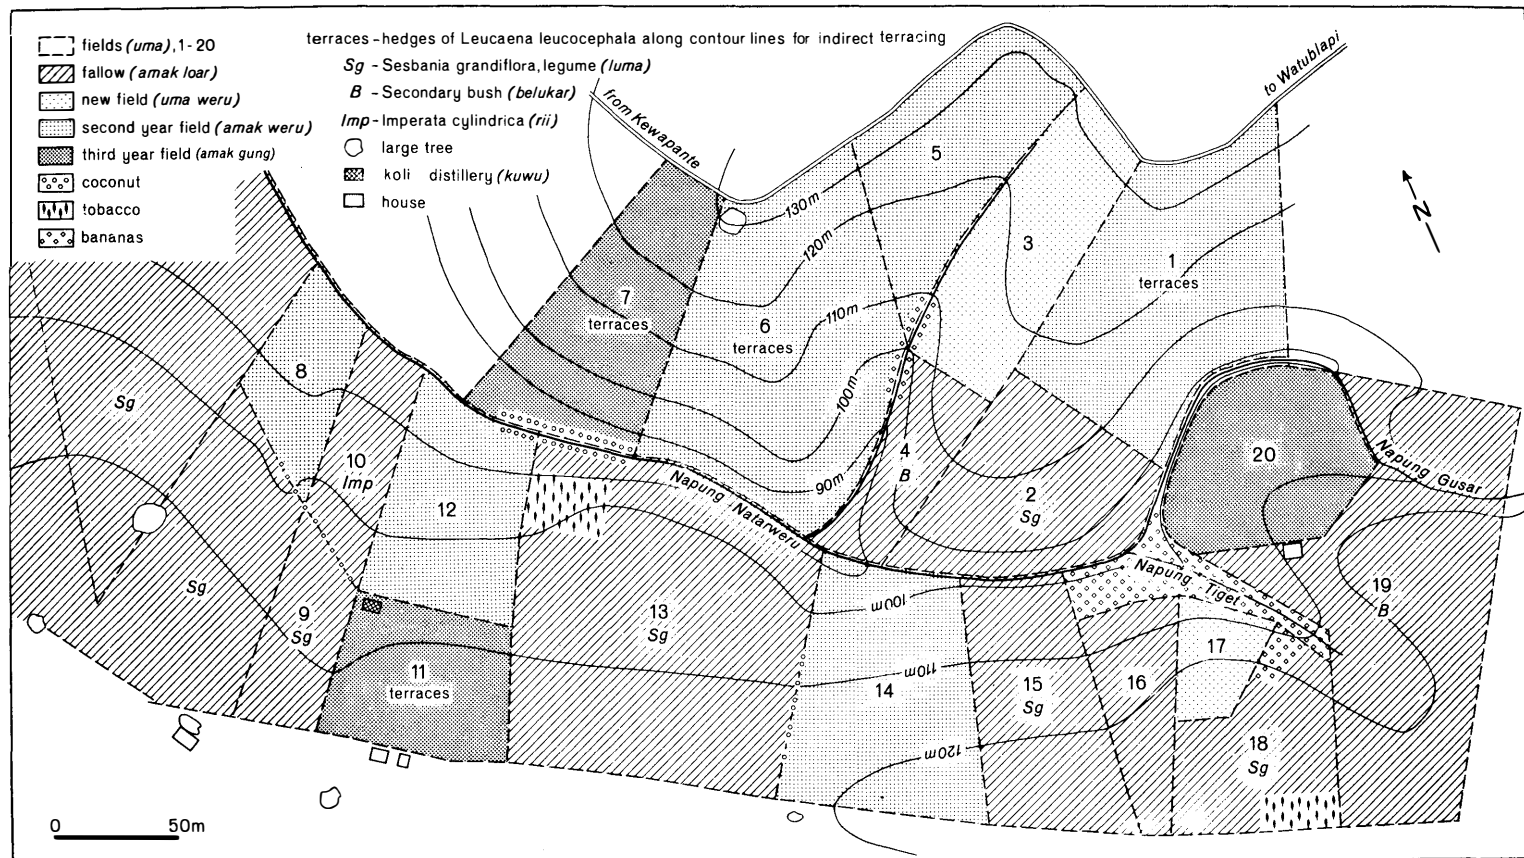 fields (uma), 1-20
fallow (amak loar)
new field (uma weru)
second year field (amak weru)
third year field (amak gung)
coconut
tobacco
bananas
terraces - hedges of Leucaena leucocephala along contour lines for indirect terracing
Sg - Sesbania grandiflora, legume (luma)
B - Secondary bush (belukar)
Imp - Imperata cylindrica (rii)
large tree
koli distillery (kuwu)
house
from Kewapante
to Watublapi
N
130m
120m
110m
100m
90m
5
3
1
terraces
7
terraces
6
terraces
8
Sg
10
Imp
12
4
B
2
Sg
20
Napung Gusar
Napung Natarweru
Napung Tiget
Sg
9
Sg
13
Sg
100m
110m
120m
11
terraces
14
15
Sg
16
17
18
Sg
19
B
0 50m